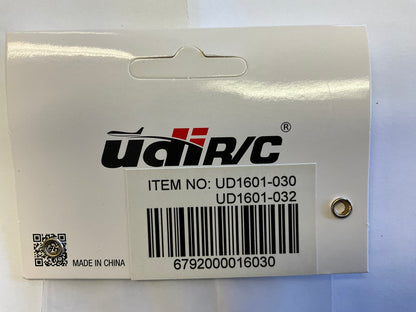 udiR/C®
ITEM NO: UD1601-030
UD1601-032
MADE IN CHINA
6792000016030